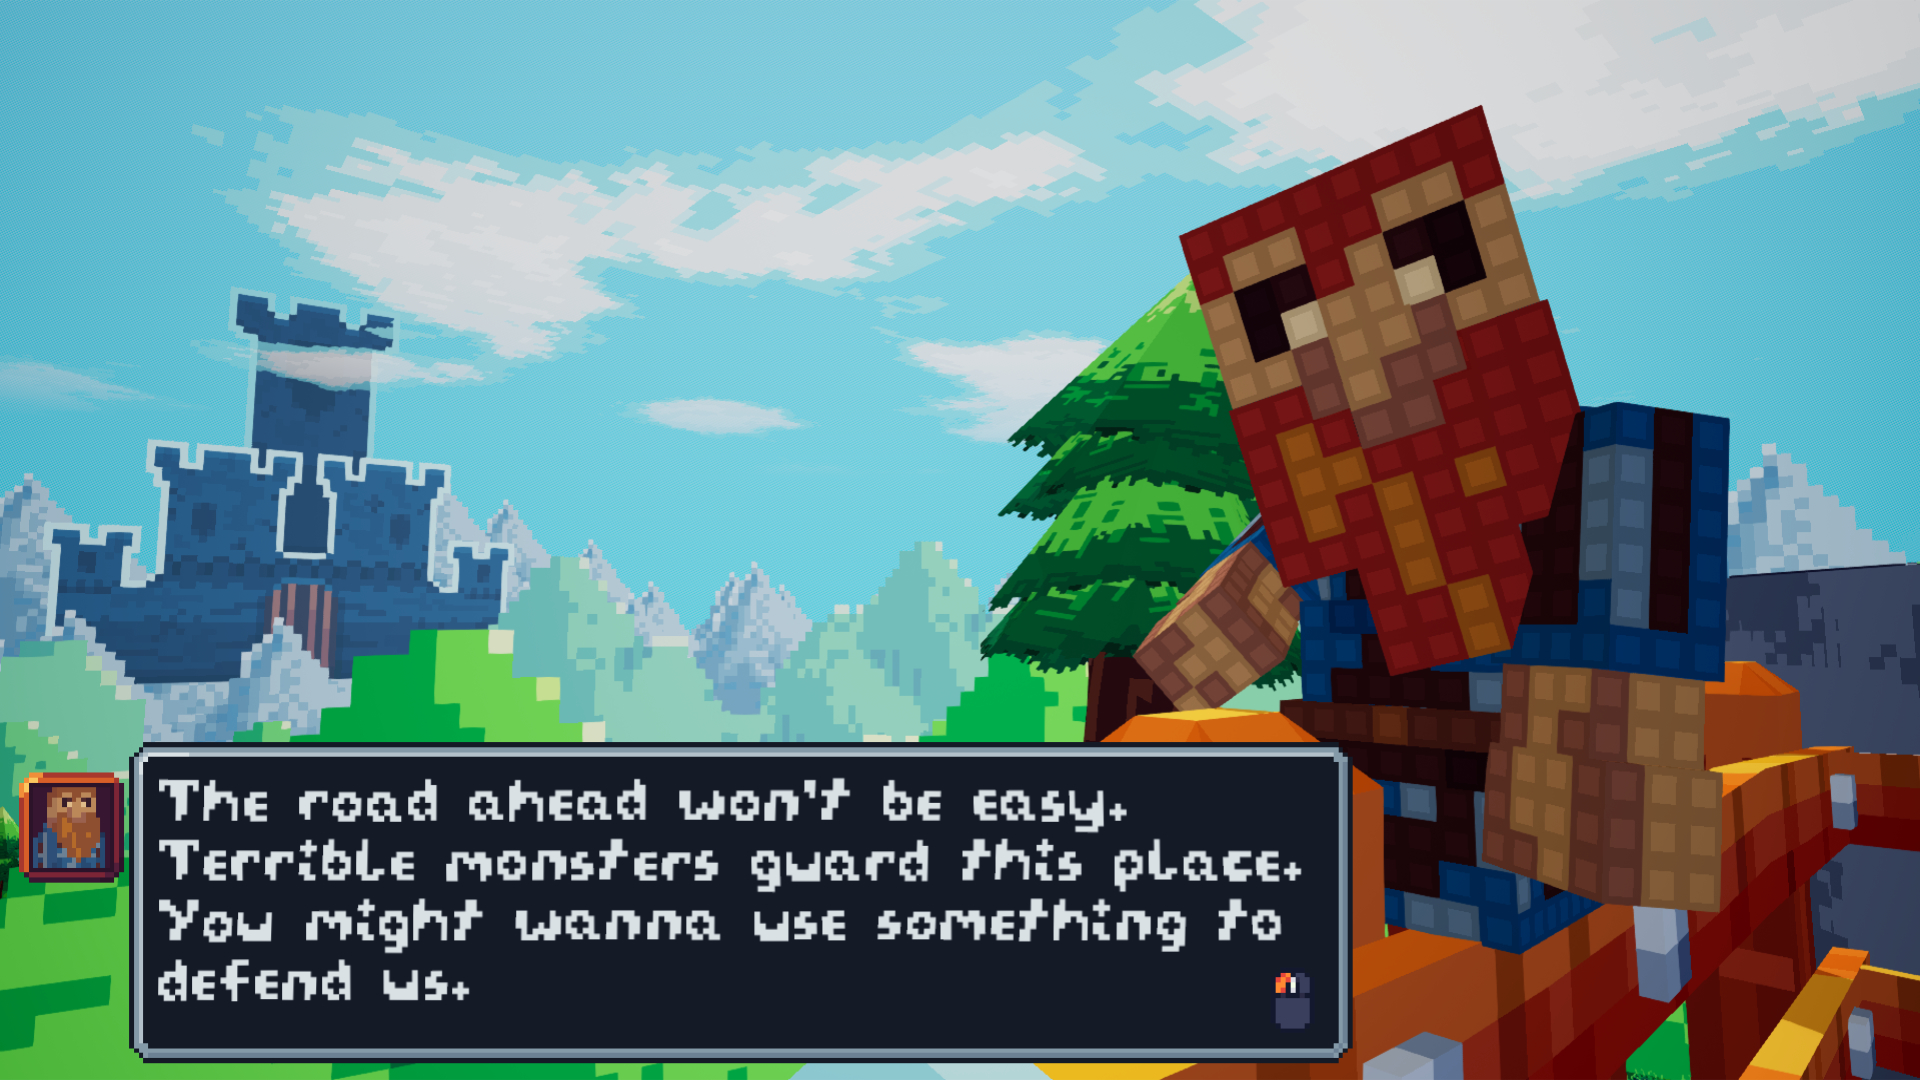 The road ahead won't be easy.
Terrible monsters guard this place.
You might wanna use something to
defend us.